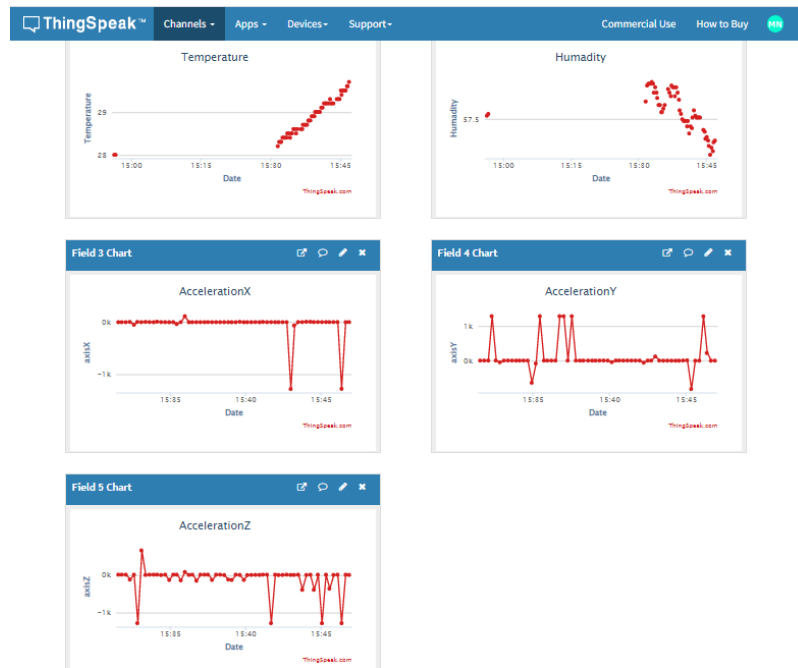 ThingSpeak™ Channels Apps Devices Support Commercial Use How to Buy MN
Temperature
Temperature
29
28
15:00 15:15 15:30 15:45
Date
ThingSpeak.com
Humadity
Humadity
57.5
15:00 15:15 15:30 15:45
Date
ThingSpeak.com
Field 3 Chart
AccelerationX
axisX
0k
-1k
15:35 15:40 15:45
Date
ThingSpeak.com
Field 4 Chart
AccelerationY
axisY
1k
0k
15:35 15:40 15:45
Date
ThingSpeak.com
Field 5 Chart
AccelerationZ
axisZ
0k
-1k
15:35 15:40 15:45
Date
ThingSpeak.com